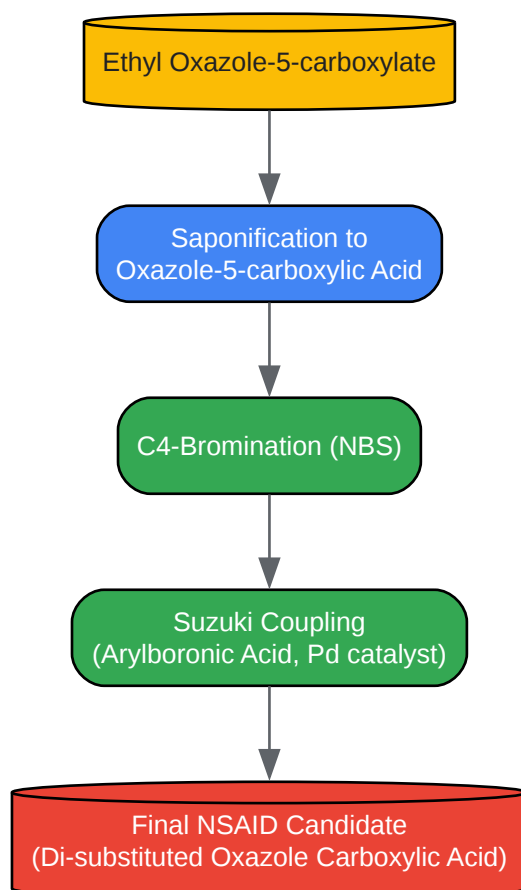 Ethyl Oxazole-5-carboxylate
Saponification to
Oxazole-5-carboxylic Acid
C4-Bromination (NBS)
Suzuki Coupling
(Arylboronic Acid, Pd catalyst)
Final NSAID Candidate
(Di-substituted Oxazole Carboxylic Acid)